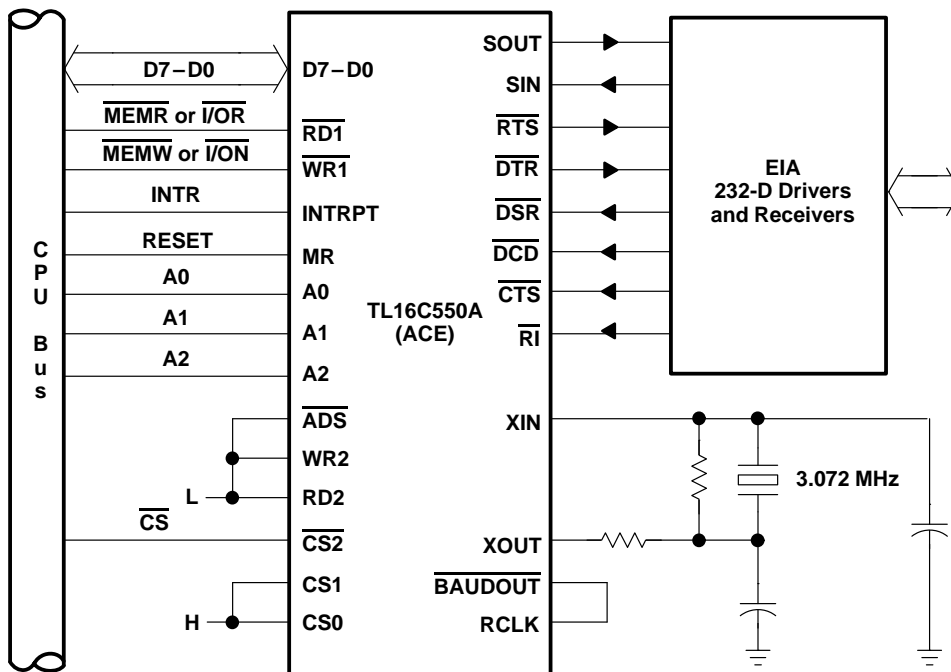 CPU Bus
D7–D0
MEMR or I/OR
MEMW or I/ON
INTR
RESET
A0
A1
A2
L
CS
H
D7–D0
RD1
WR1
INTRPT
MR
A0
A1
A2
ADS
WR2
RD2
CS2
CS1
CS0
TL16C550A
(ACE)
SOUT
SIN
RTS
DTR
DSR
DCD
CTS
RI
XIN
XOUT
BAUDOUT
RCLK
EIA
232-D Drivers
and Receivers
3.072 MHz